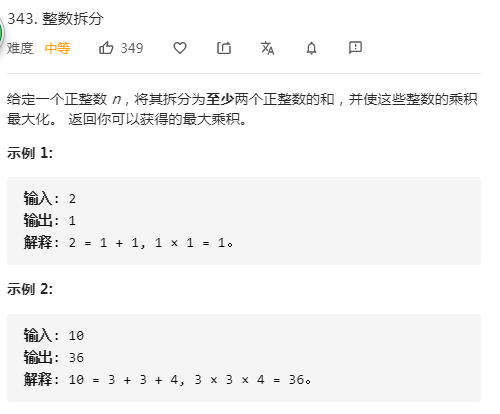 343. 整数拆分
难度 中等 349
给定一个正整数 n，将其拆分为至少两个正整数的和，并使这些整数的乘积
最大化。 返回你可以获得的最大乘积。
示例 1:
输入: 2
输出: 1
解释: 2 = 1 + 1, 1 × 1 = 1。
示例 2:
输入: 10
输出: 36
解释: 10 = 3 + 3 + 4, 3 × 3 × 4 = 36。